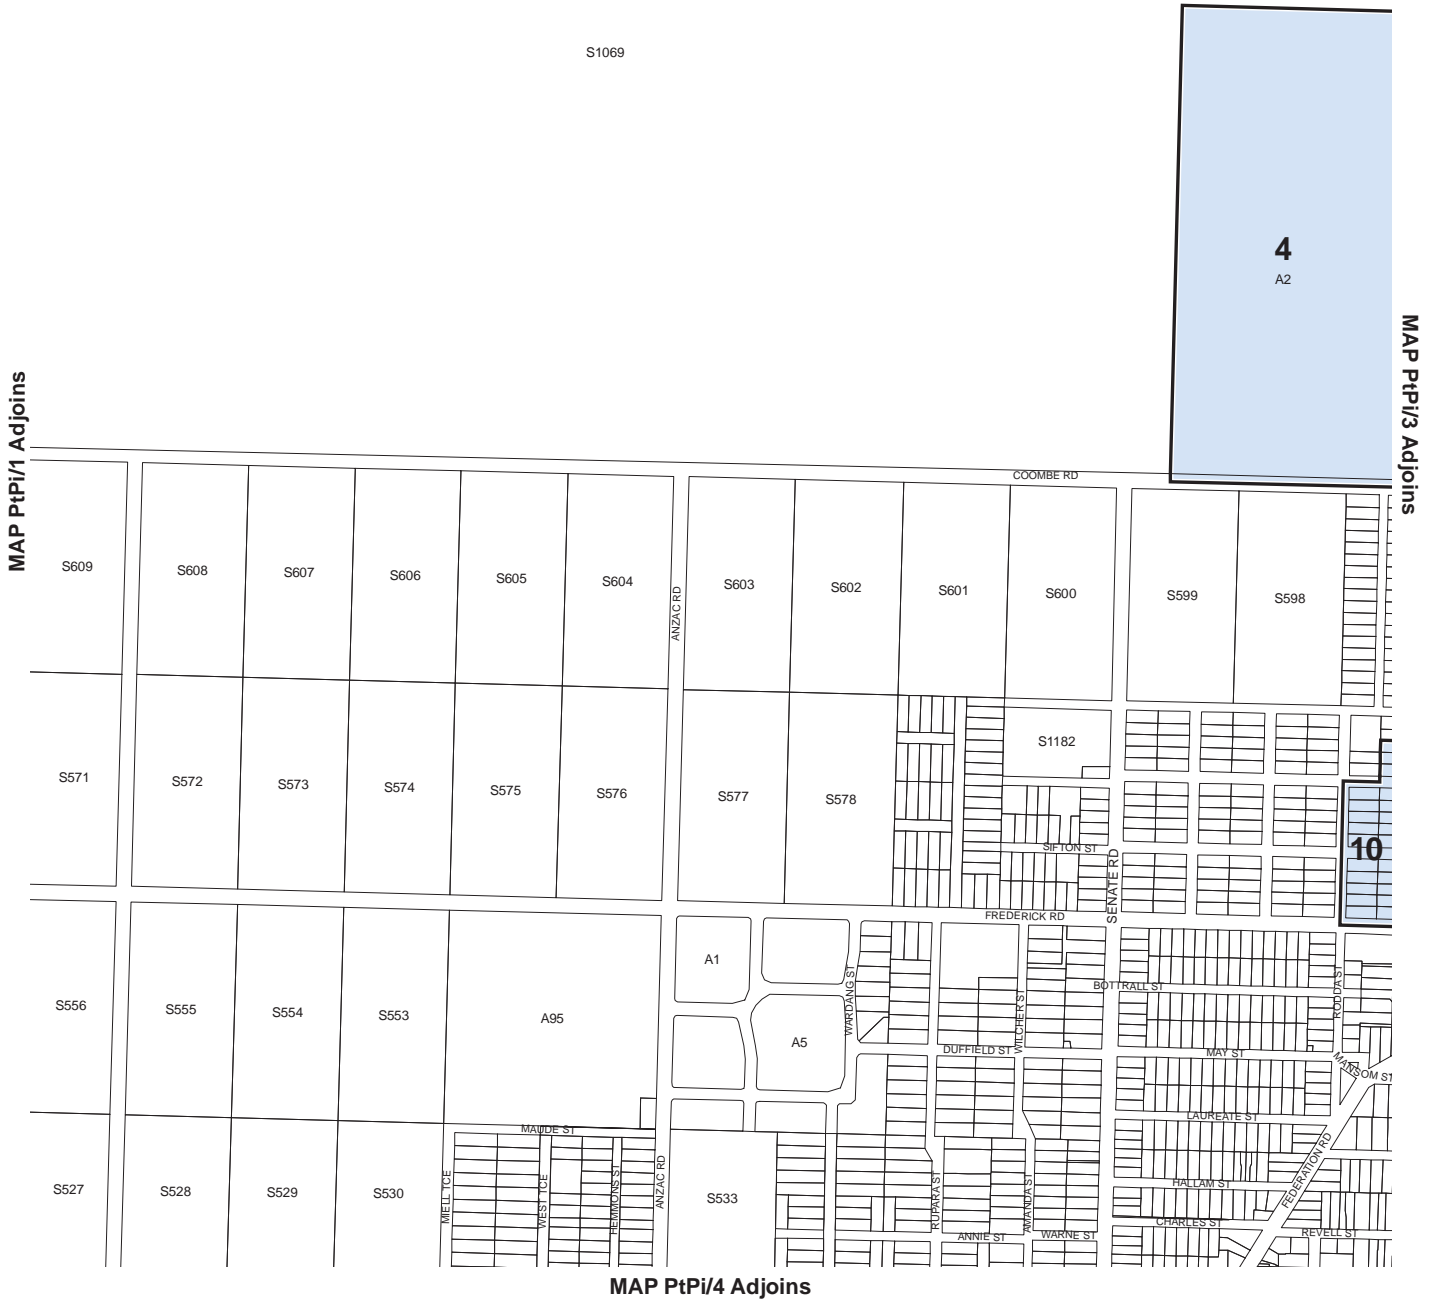 S1069
4
A2
MAP PtPi/1 Adjoins
MAP PtPi/3 Adjoins
COOMBE RD
S609
S608
S607
S606
S605
S604
ANZAC RD
S603
S602
S601
S600
S599
S598
S571
S572
S573
S574
S575
S576
S577
S578
S1182
SIFTON ST
SENATE RD
10
FREDERICK RD
S556
S555
S554
S553
A95
A1
A5
WARDANG ST
WILCHER ST
BOTTRALL ST
RODDA ST
DUFFIELD ST
MAY ST
MANSOM ST
LAUREATE ST
MAUDE ST
FEDERATION RD
S527
S528
S529
S530
MIELL TCE
WEST TCE
HEMMONS ST
ANZAC RD
S533
RUPARA ST
AMANDA ST
HALLAM ST
CHARLES ST
ANNIE ST
WARNE ST
REVELL ST
MAP PtPi/4 Adjoins